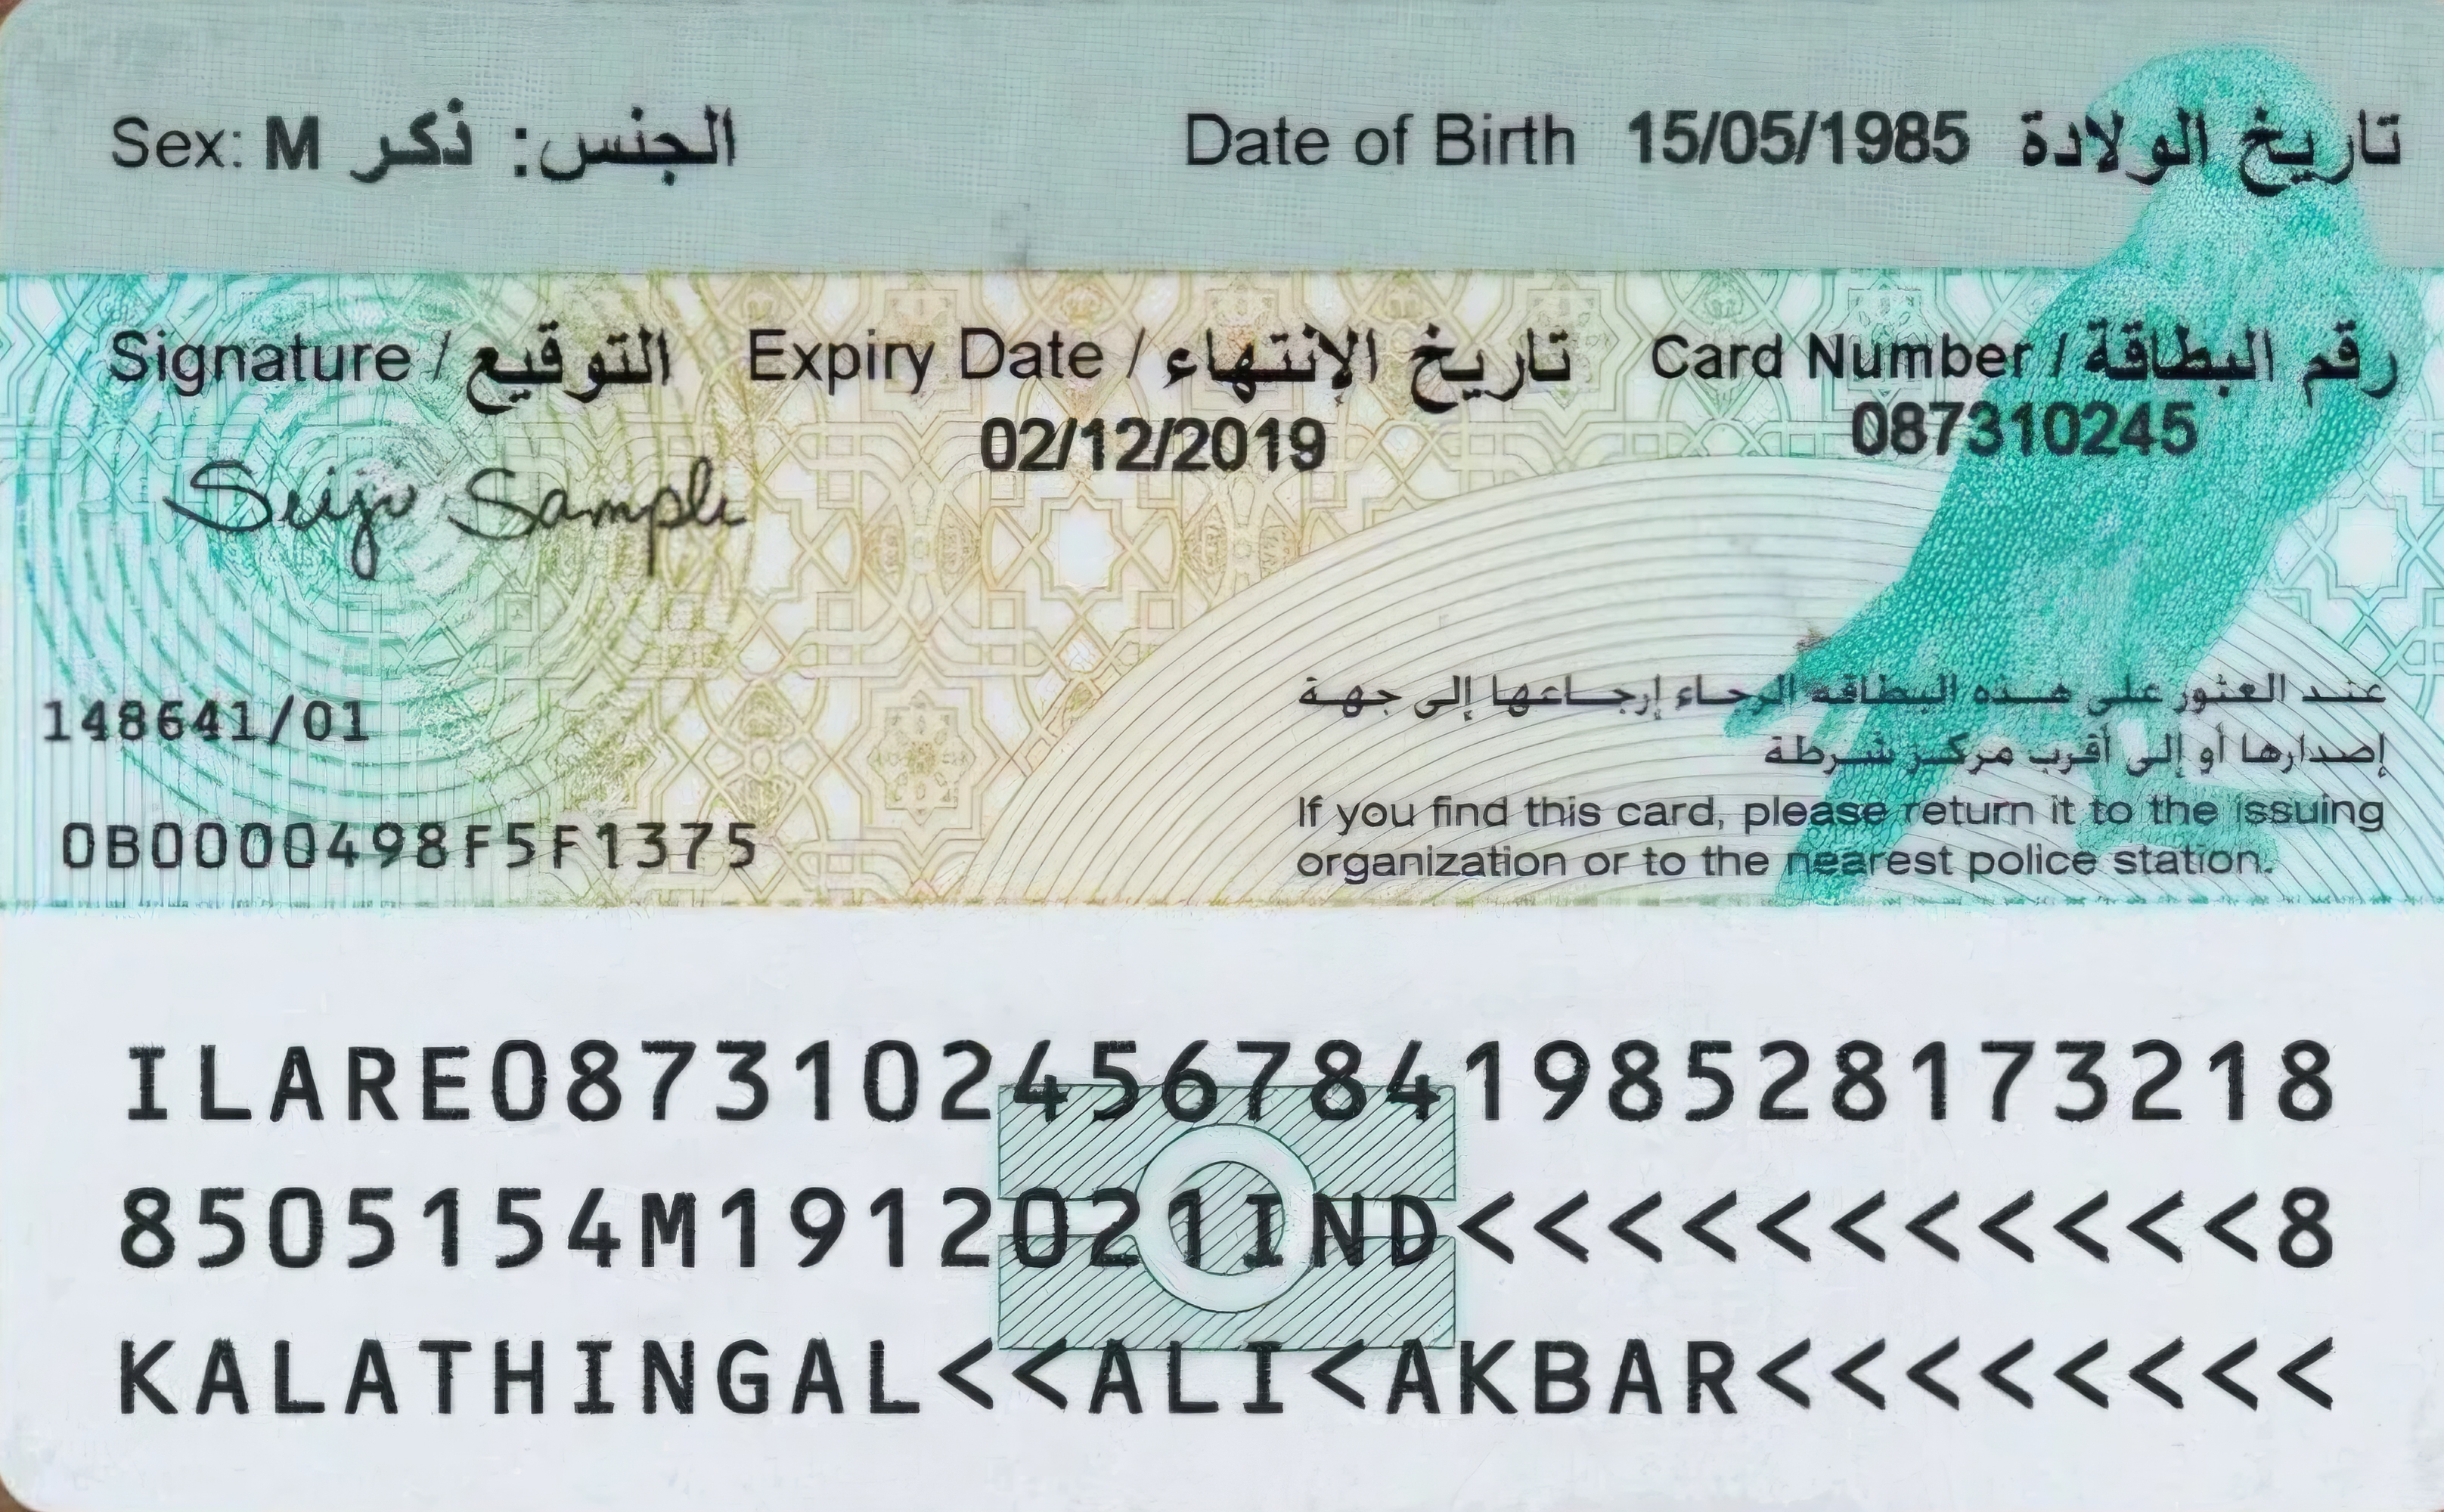 Sex: M الجنس: ذكر
Date of Birth 15/05/1985 تاريخ الولادة
Signature / التوقيع
Expiry Date / تاريخ الإنتهاء
Card Number / رقم البطاقة
02/12/2019
087310245
Seijo Sample
148641/01
عند العثور على هذه البطاقة الرجاء إرجاعها إلى جهة
إصدارها أو إلى أقرب مركز شرطة
If you find this card, please return it to the issuing
organization or to the nearest police station.
0B0000498F5F1375
ILARE0873102456784198528173218
8505154M1912021IND<<<<<<<<<<<8
KALATHINGAL<<ALI<AKBAR<<<<<<<<